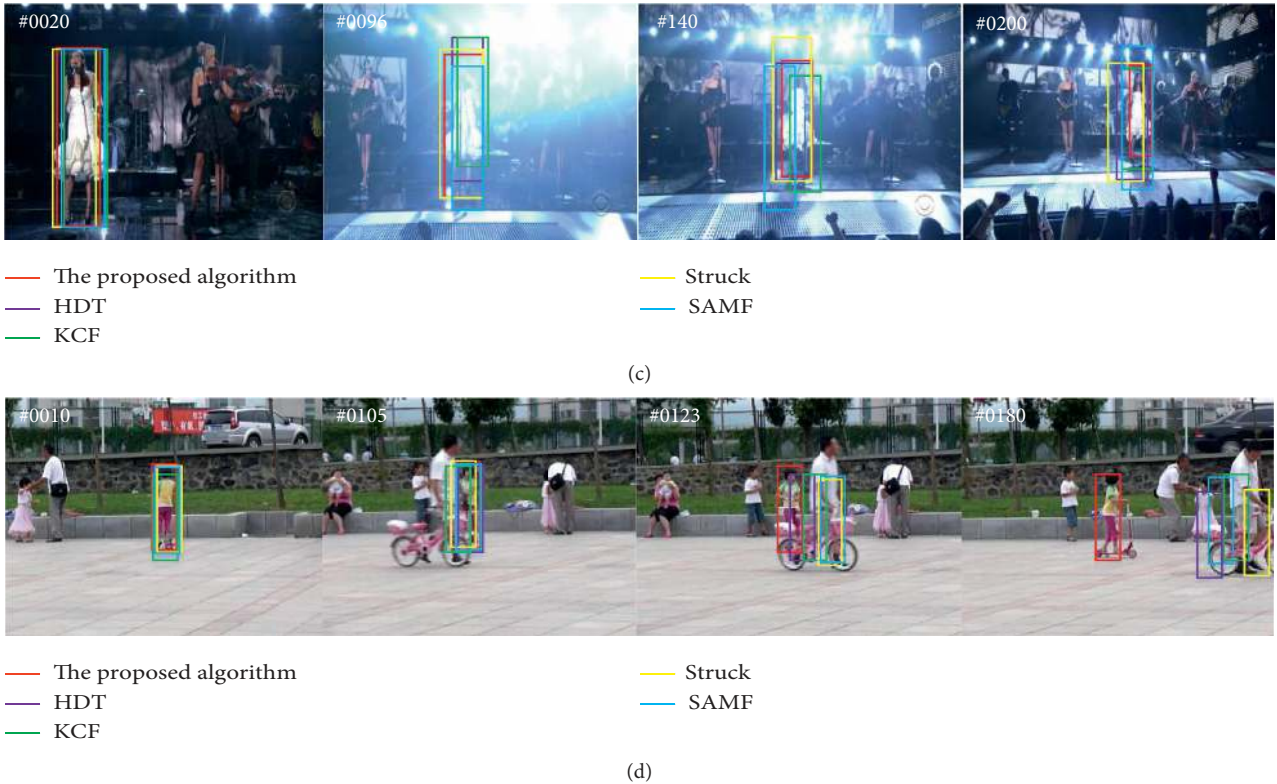 #0020 #0096 #140 #0200
The proposed algorithm
HDT
KCF
Struck
SAMF
(c)
#0010 #0105 #0123 #0180
The proposed algorithm
HDT
KCF
Struck
SAMF
(d)